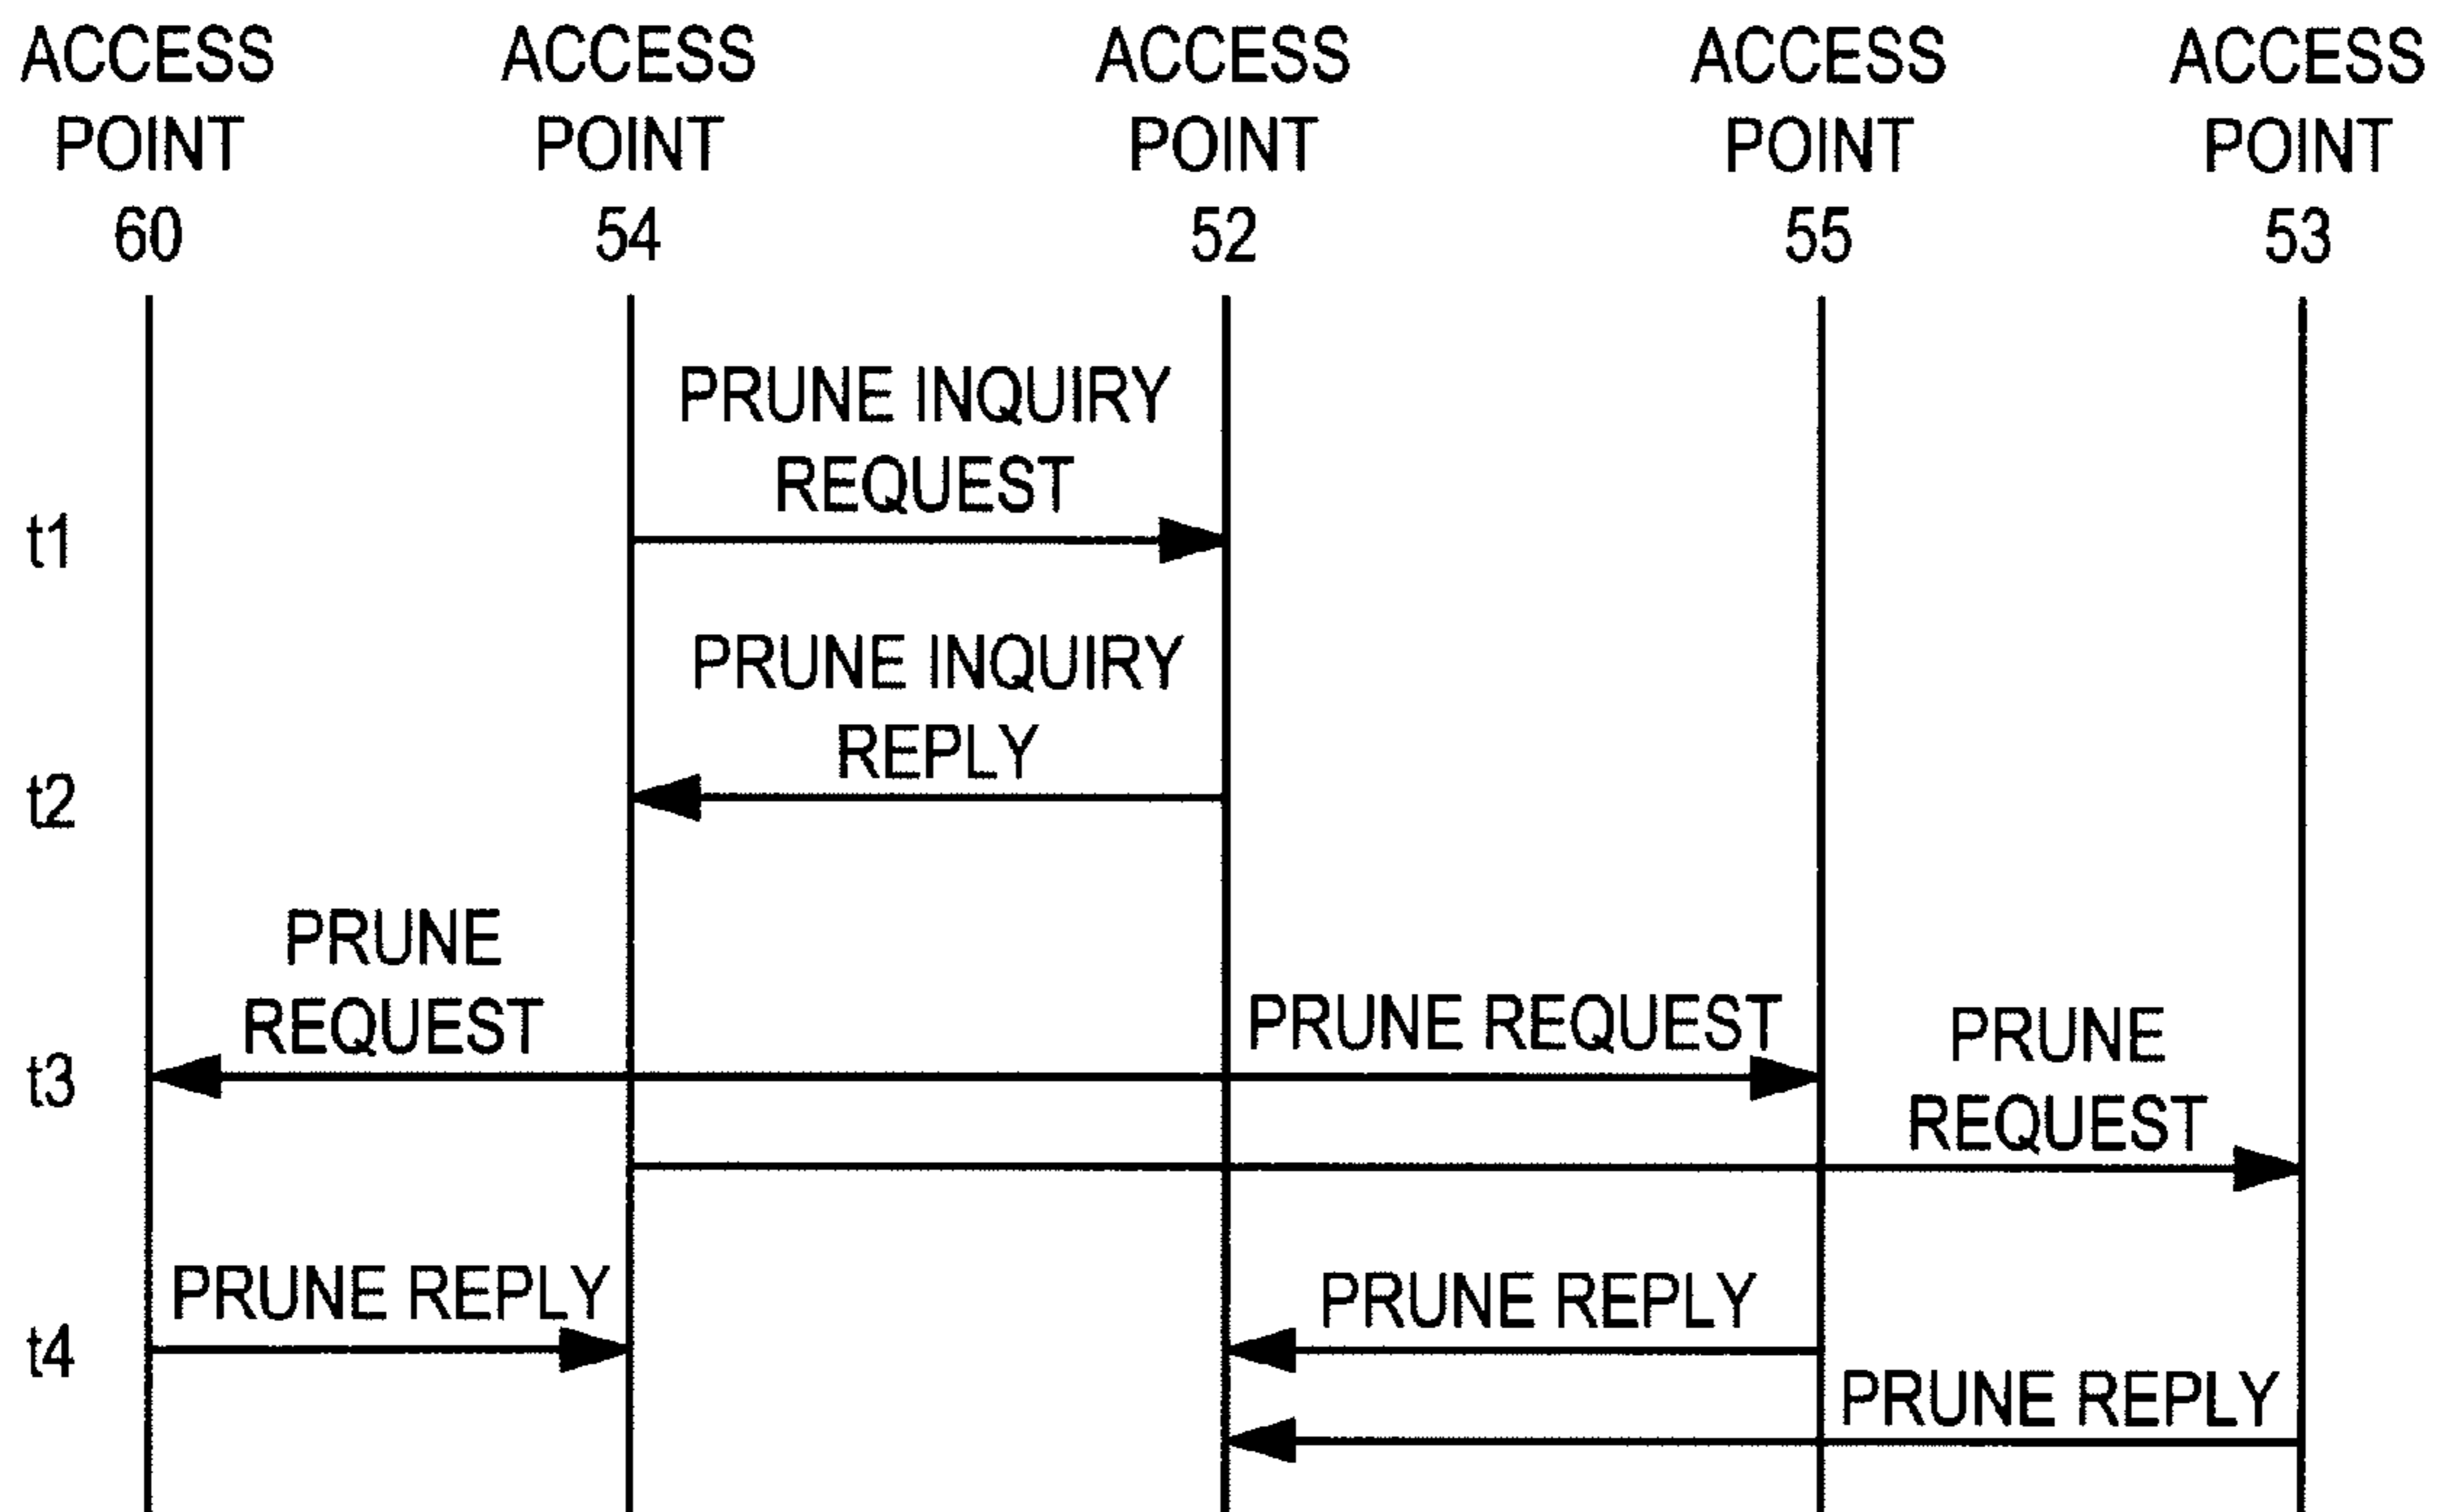 ACCESS
POINT
60
ACCESS
POINT
54
ACCESS
POINT
52
ACCESS
POINT
55
ACCESS
POINT
53
PRUNE INQUIRY
REQUEST
t1
PRUNE INQUIRY
REPLY
t2
PRUNE
REQUEST
PRUNE REQUEST
PRUNE
REQUEST
t3
PRUNE REPLY
PRUNE REPLY
t4
PRUNE REPLY